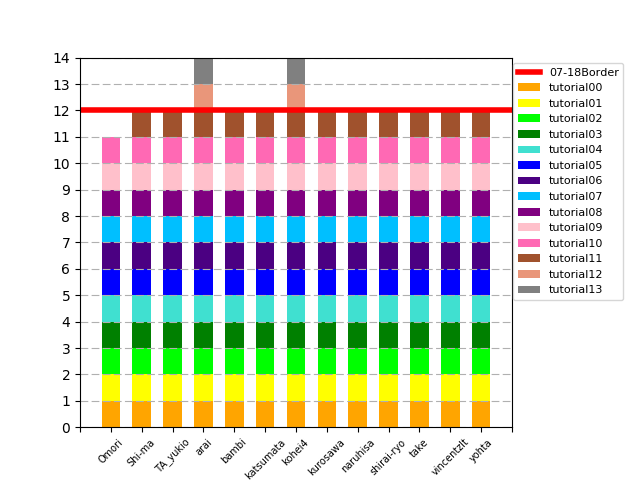 14
13
12
11
10
9
8
7
6
5
4
3
2
1
0
Omori
Shi-ma
TA_yukio
arai
bambi
katsumata
kohei4
kurosawa
naruhisa
shirai-ryo
take
vincentzlt
yohta
07-18Border
tutorial00
tutorial01
tutorial02
tutorial03
tutorial04
tutorial05
tutorial06
tutorial07
tutorial08
tutorial09
tutorial10
tutorial11
tutorial12
tutorial13